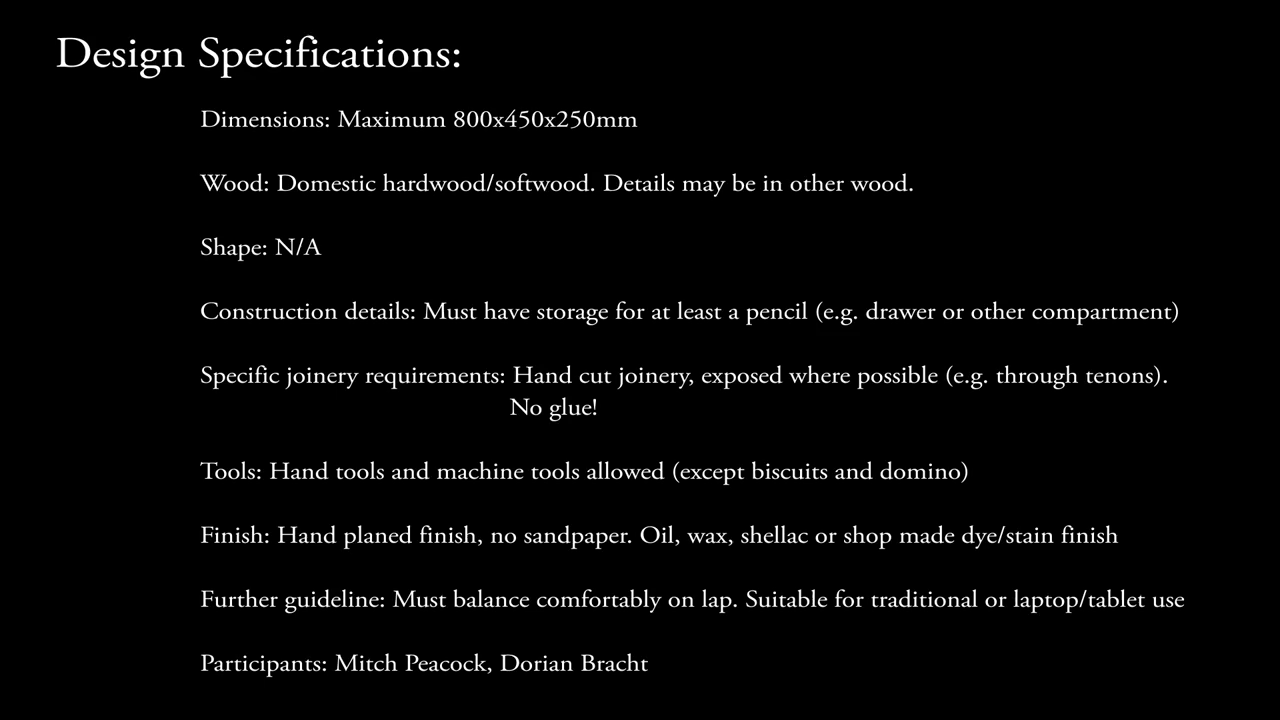 Design Specifications:
Dimensions: Maximum 800x450x250mm
Wood: Domestic hardwood/softwood. Details may be in other wood.
Shape: N/A
Construction details: Must have storage for at least a pencil (e.g. drawer or other compartment)
Specific joinery requirements: Hand cut joinery, exposed where possible (e.g. through tenons).
No glue!
Tools: Hand tools and machine tools allowed (except biscuits and domino)
Finish: Hand planed finish, no sandpaper. Oil, wax, shellac or shop made dye/stain finish
Further guideline: Must balance comfortably on lap. Suitable for traditional or laptop/tablet use
Participants: Mitch Peacock, Dorian Bracht